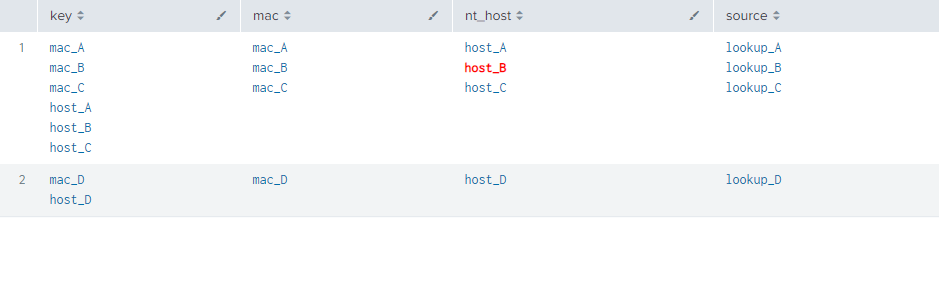 key mac nt_host source
1 mac_A mac_A host_A lookup_A
mac_B mac_B host_B lookup_B
mac_C mac_C host_C lookup_C
host_A
host_B
host_C
2 mac_D mac_D host_D lookup_D
host_D